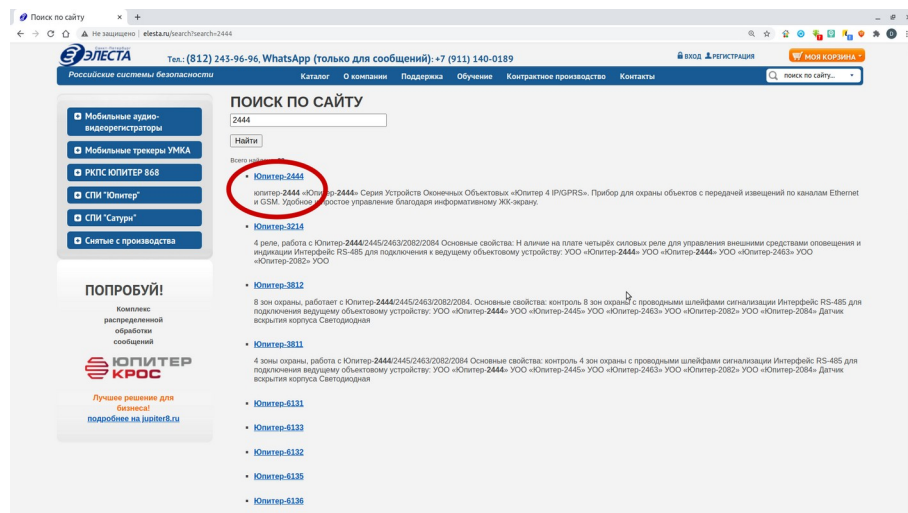 Поиск по сайту
Не защищено | elesta.ru/search?search=2444
Санкт-Петербург
ЭЛЕСТА
Российские системы безопасности
Тел.: (812) 243-96-96, WhatsApp (только для сообщений): +7 (911) 140-0189
ВХОД РЕГИСТРАЦИЯ
МОЯ КОРЗИНА
Каталог О компании Поддержка Обучение Контрактное производство Контакты
поиск по сайту...
Мобильные аудио-
видеорегистраторы
Мобильные трекеры УМКА
РКПС ЮПИТЕР 868
СПИ "Юпитер"
СПИ "Сатурн"
Снятые с производства
ПОПРОБУЙ!
Комплекс
распределенной
обработки
сообщений
ЮПИТЕР
КРОС
Лучшее решение для
бизнеса!
подробнее на jupiter8.ru
ПОИСК ПО САЙТУ
2444
Найти
Всего
Юпитер-2444
юпитер-2444 «Юпитер-2444» Серия Устройств Оконечных Объектовых «Юпитер 4 IP/GPRS». Прибор для охраны объектов с передачей извещений по каналам Ethernet
и GSM. Удобное и простое управление благодаря информативному ЖК-экрану.
Юпитер-3214
4 реле, работа с Юпитер-2444/2445/2463/2082/2084 Основные свойства: Н аличие на плате четырёх силовых реле для управления внешними средствами оповещения и
индикации Интерфейс RS-485 для подключения к ведущему объектовому устройству: УОО «Юпитер-2444» УОО «Юпитер-2444» УОО «Юпитер-2463» УОО
«Юпитер-2082» УОО
Юпитер-3812
8 зон охраны, работает с Юпитер-2444/2445/2463/2082/2084. Основные свойства: контроль 8 зон охраны с проводными шлейфами сигнализации Интерфейс RS-485 для
подключения ведущему объектовому устройству: УОО «Юпитер-2444» УОО «Юпитер-2445» УОО «Юпитер-2463» УОО «Юпитер-2082» УОО «Юпитер-2084» Датчик
вскрытия корпуса Светодиодная
Юпитер-3811
4 зоны охраны, работа с Юпитер-2444/2445/2463/2082/2084 Основные свойства: контроль 4 зон охраны с проводными шлейфами сигнализации Интерфейс RS-485 для
подключения ведущему объектовому устройству: УОО «Юпитер-2444» УОО «Юпитер-2445» УОО «Юпитер-2463» УОО «Юпитер-2082» УОО «Юпитер-2084» Датчик
вскрытия корпуса Светодиодная
Юпитер-6131
Юпитер-6133
Юпитер-6132
Юпитер-6135
Юпитер-6136